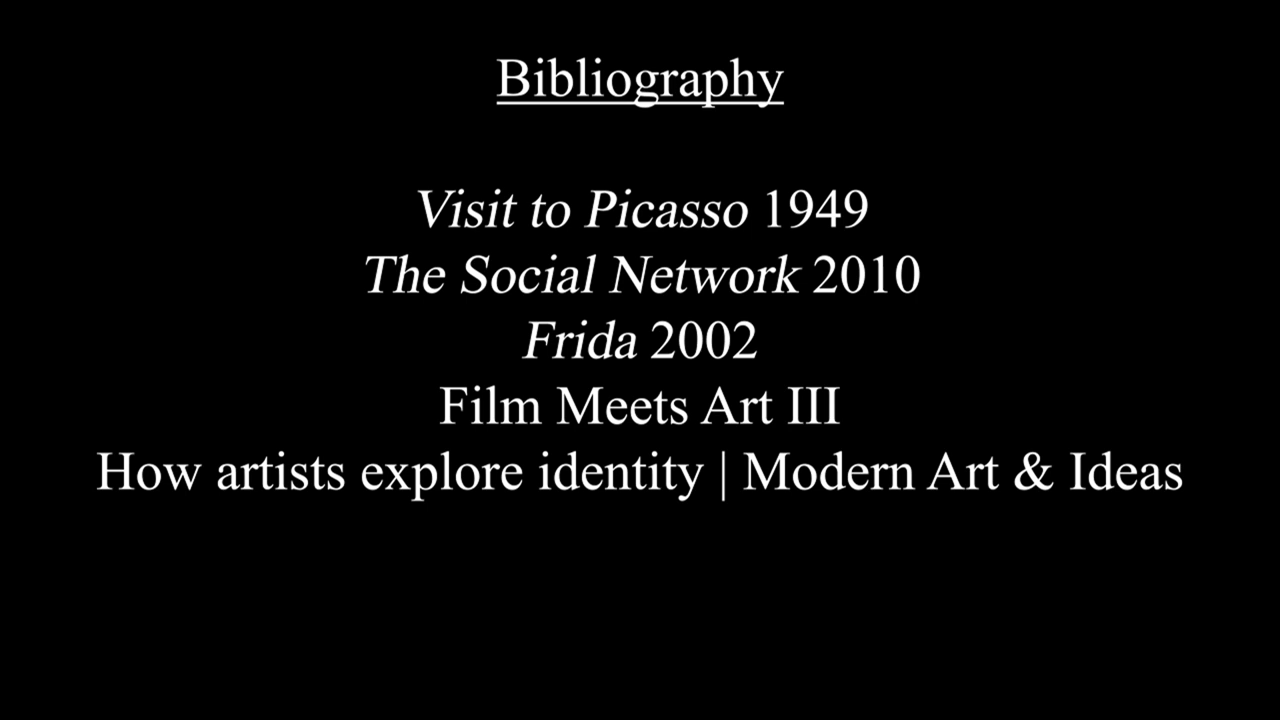 Bibliography
Visit to Picasso 1949
The Social Network 2010
Frida 2002
Film Meets Art III
How artists explore identity | Modern Art & Ideas